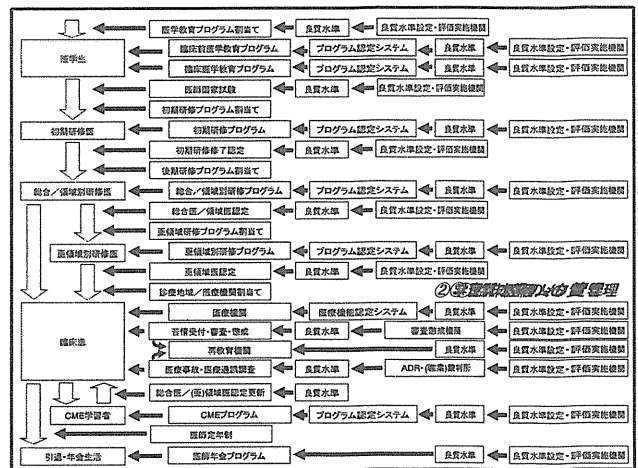 医学教育プログラム割当て 良質水準 良質水準設定・評価実施機関
医学生 臨床前医学教育プログラム プログラム認定システム 良質水準 良質水準設定・評価実施機関
臨床医学教育プログラム プログラム認定システム 良質水準 良質水準設定・評価実施機関
医師国家試験 良質水準 良質水準設定・評価実施機関
初期研修プログラム割当て
初期研修医 初期研修プログラム プログラム認定システム 良質水準 良質水準設定・評価実施機関
初期研修修了認定 良質水準 良質水準設定・評価実施機関
後期研修プログラム割当て
総合/領域別研修医 総合/領域別研修プログラム プログラム認定システム 良質水準 良質水準設定・評価実施機関
総合医/領域医認定 良質水準 良質水準設定・評価実施機関
亜領域研修プログラム割当て
亜領域別研修医 亜領域別研修プログラム プログラム認定システム 良質水準 良質水準設定・評価実施機関
亜領域医認定 良質水準 良質水準設定・評価実施機関
診療地域/医療機関割当て
② 管理
臨床医 医療機関 医療機能認定システム 良質水準 良質水準設定・評価実施機関
苦情受付・審査・懲戒 良質水準 審査懲戒機関 良質水準 良質水準設定・評価実施機関
再教育機関 良質水準 良質水準設定・評価実施機関
医療事故・医療過誤調査 良質水準 ADR・(職業)裁判所 良質水準 良質水準設定・評価実施機関
総合医/(亜)領域医認定更新 良質水準
CME学習者 CMEプログラム プログラム認定システム 良質水準 良質水準設定・評価実施機関
医師定年制
引退・年金生活 医師年金プログラム 良質水準 良質水準設定・評価実施機関